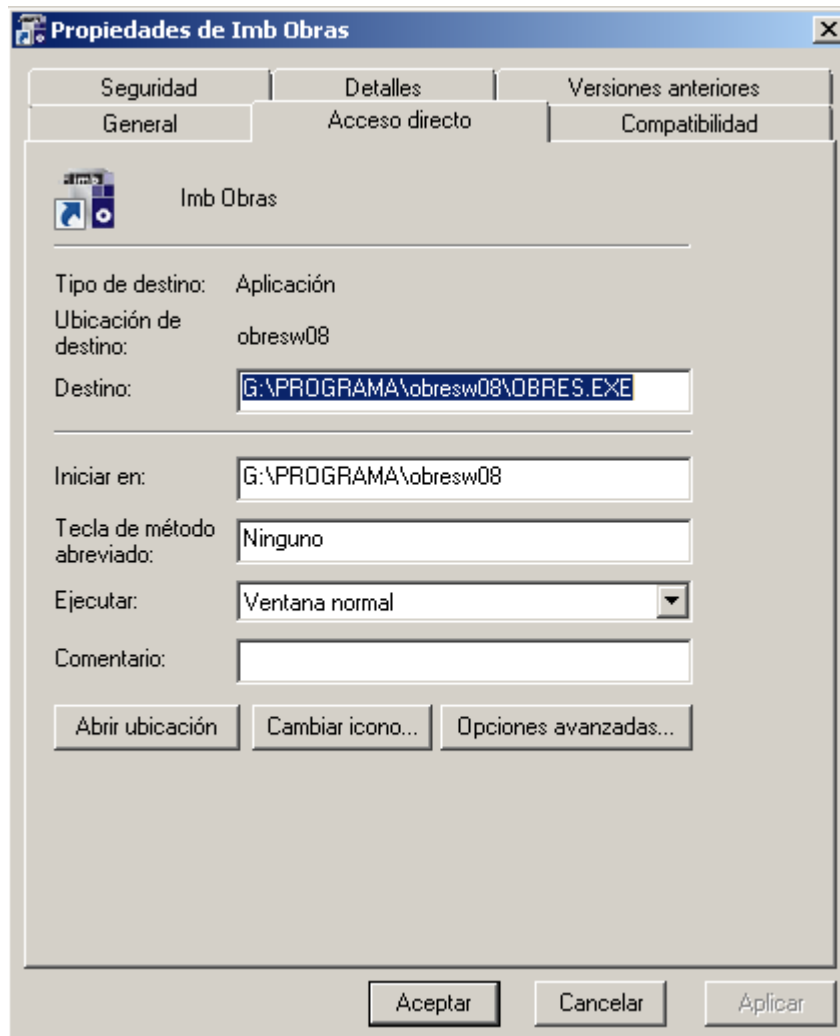 Propiedades de Imb Obras
Seguridad
Detalles
Versiones anteriores
General
Acceso directo
Compatibilidad
imb
Imb Obras
Tipo de destino: Aplicación
Ubicación de
destino:
obresw08
Destino: G:\PROGRAMA\obresw08\OBRES.EXE
Iniciar en: G:\PROGRAMA\obresw08
Tecla de método
abreviado:
Ninguno
Ejecutar: Ventana normal
Comentario:
Abrir ubicación
Cambiar icono...
Opciones avanzadas...
Aceptar
Cancelar
Aplicar